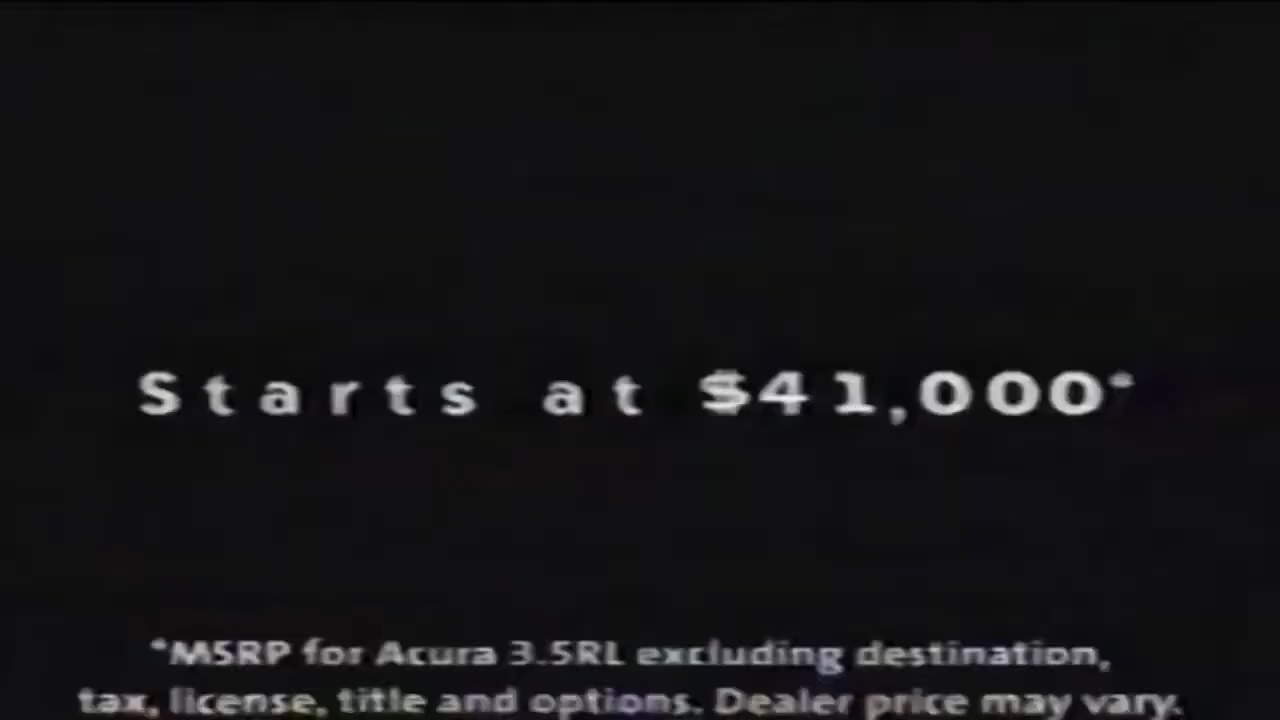 Starts at $41,000*
*MSRP for Acura 3.5RL excluding destination,
tax, license, title and options. Dealer price may vary.